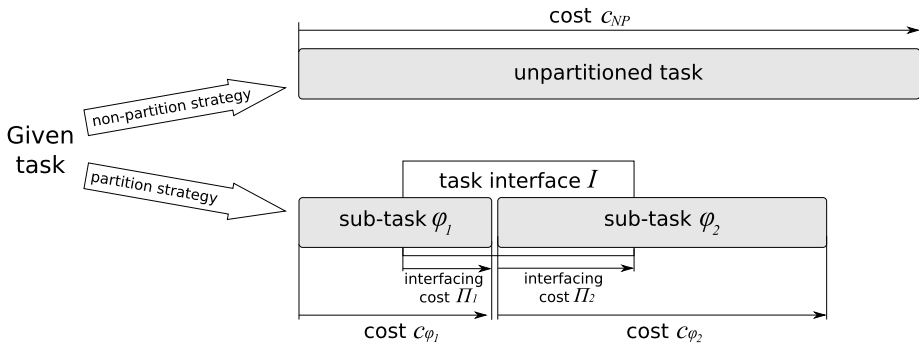 cost c_NP
unpartitioned task
non-partition strategy
Given
task
partition strategy
task interface I
sub-task φ₁
sub-task φ₂
interfacing
cost Π₁
interfacing
cost Π₂
cost c_φ₁
cost c_φ₂